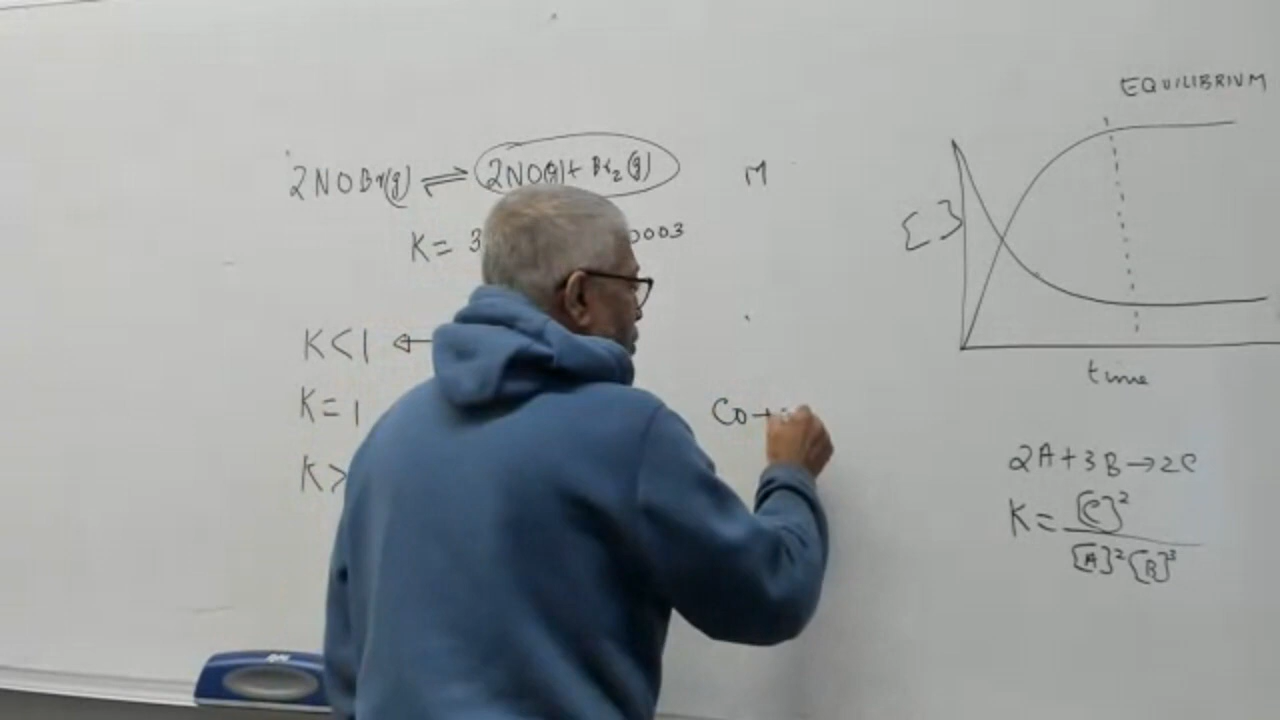 EQUILIBRIUM
2NOBr(g) ⇌ 2NO(g) + Br₂(g) M
K = 3 0003
[ ]
K<1 ←
time
K=1
CO +
2A+3B→2C
K>
K = [C]²
[A]²[B]³